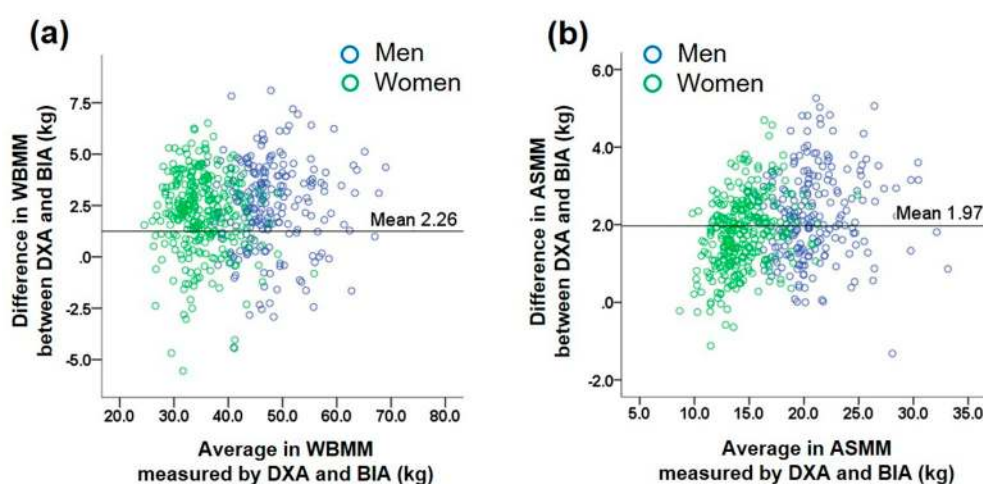 (a)
Men
Women
Difference in WBMM
between DXA and BIA (kg)
7.5
5.0
2.5
.0
-2.5
-5.0
Mean 2.26
20.0 30.0 40.0 50.0 60.0 70.0 80.0
Average in WBMM
measured by DXA and BIA (kg)
(b)
Men
Women
Difference in ASMM
between DXA and BIA (kg)
6.0
4.0
2.0
.0
-2.0
Mean 1.97
5.0 10.0 15.0 20.0 25.0 30.0 35.0
Average in ASMM
measured by DXA and BIA (kg)